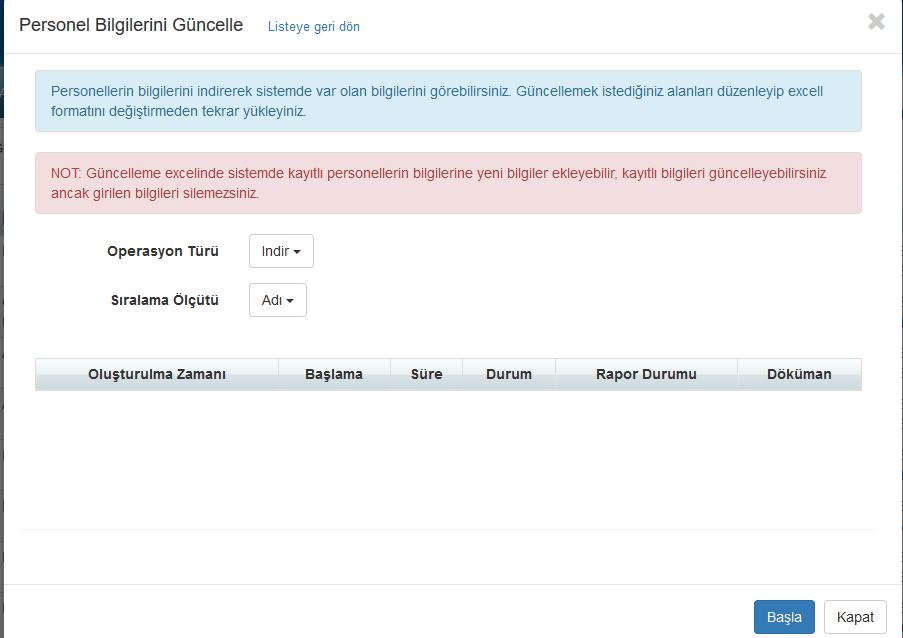 Personel Bilgilerini Güncelle Listeye geri dön
Personellerin bilgilerini indirerek sistemde var olan bilgilerini görebilirsiniz. Güncellemek istediğiniz alanları düzenleyip excell
formatını değiştirmeden tekrar yükleyiniz.
NOT: Güncelleme excelinde sistemde kayıtlı personellerin bilgilerine yeni bilgiler ekleyebilir, kayıtlı bilgileri güncelleyebilirsiniz
ancak girilen bilgileri silemezsiniz.
Operasyon Türü Indir
Sıralama Ölçütü Adı
Oluşturulma Zamanı Başlama Süre Durum Rapor Durumu Döküman
Başla Kapat